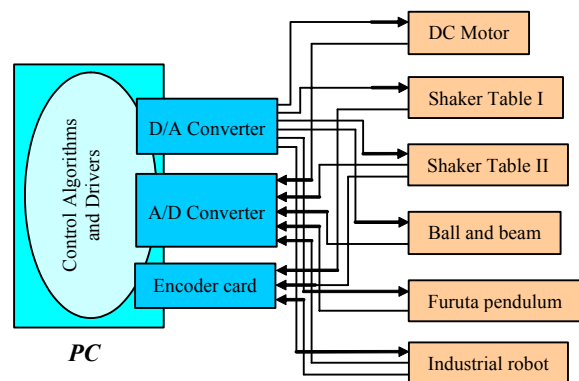 Control Algorithms
and Drivers
D/A Converter
A/D Converter
Encoder card
PC
DC Motor
Shaker Table I
Shaker Table II
Ball and beam
Furuta pendulum
Industrial robot